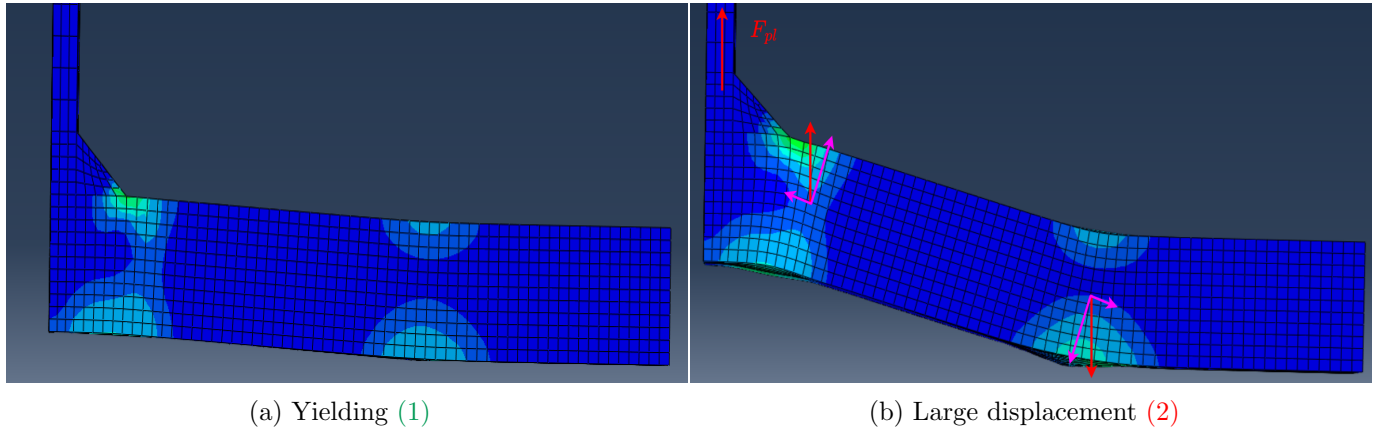 F_pl
(a) Yielding (1)
(b) Large displacement (2)